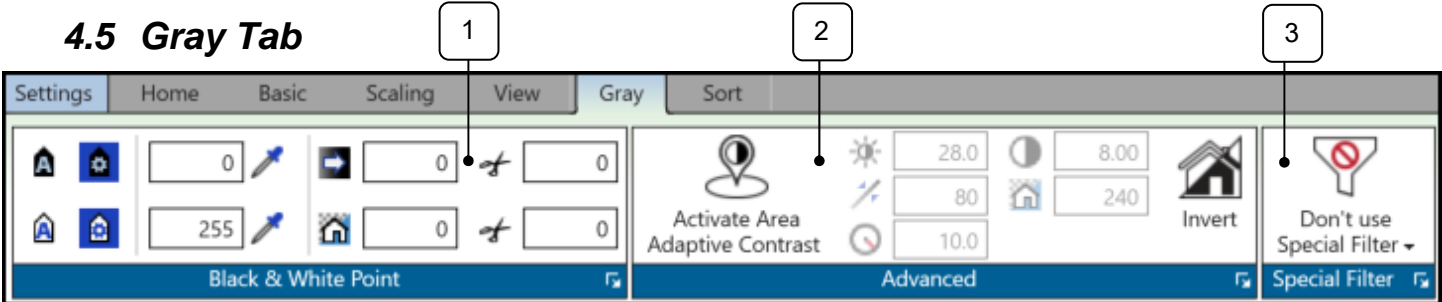 4.5 Gray Tab
1
2
3
Settings Home Basic Scaling View Gray Sort
A 0 0 0
28.0 8.00
80 240
A 255 0 0
10.0
Activate Area
Adaptive Contrast
Invert
Don't use
Special Filter
Black & White Point Advanced Special Filter